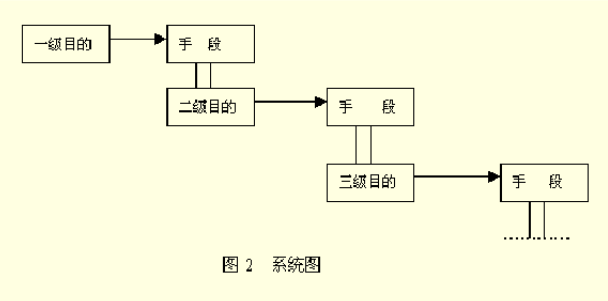 一级目的
手 段
二级目的
手 段
三级目的
手 段
图 2 系统图